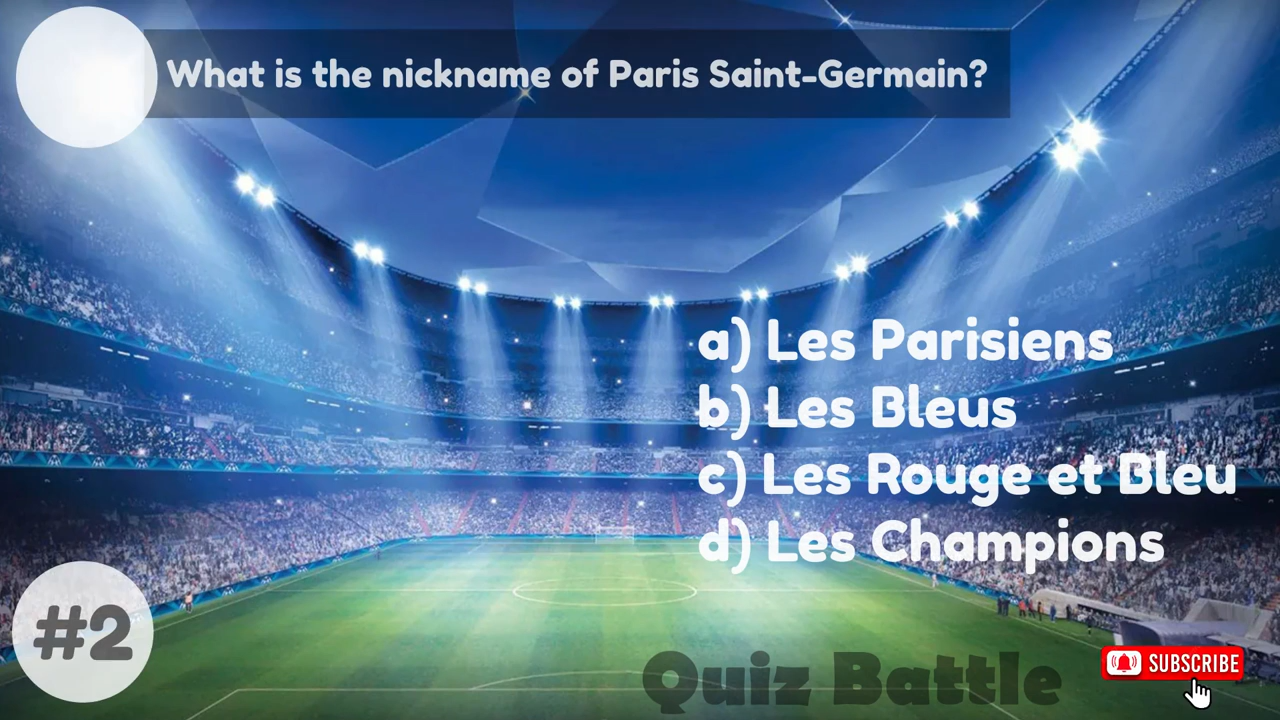 What is the nickname of Paris Saint-Germain?
a) Les Parisiens
b) Les Bleus
c) Les Rouge et Bleu
d) Les Champions
#2
Quiz Battle
SUBSCRIBE